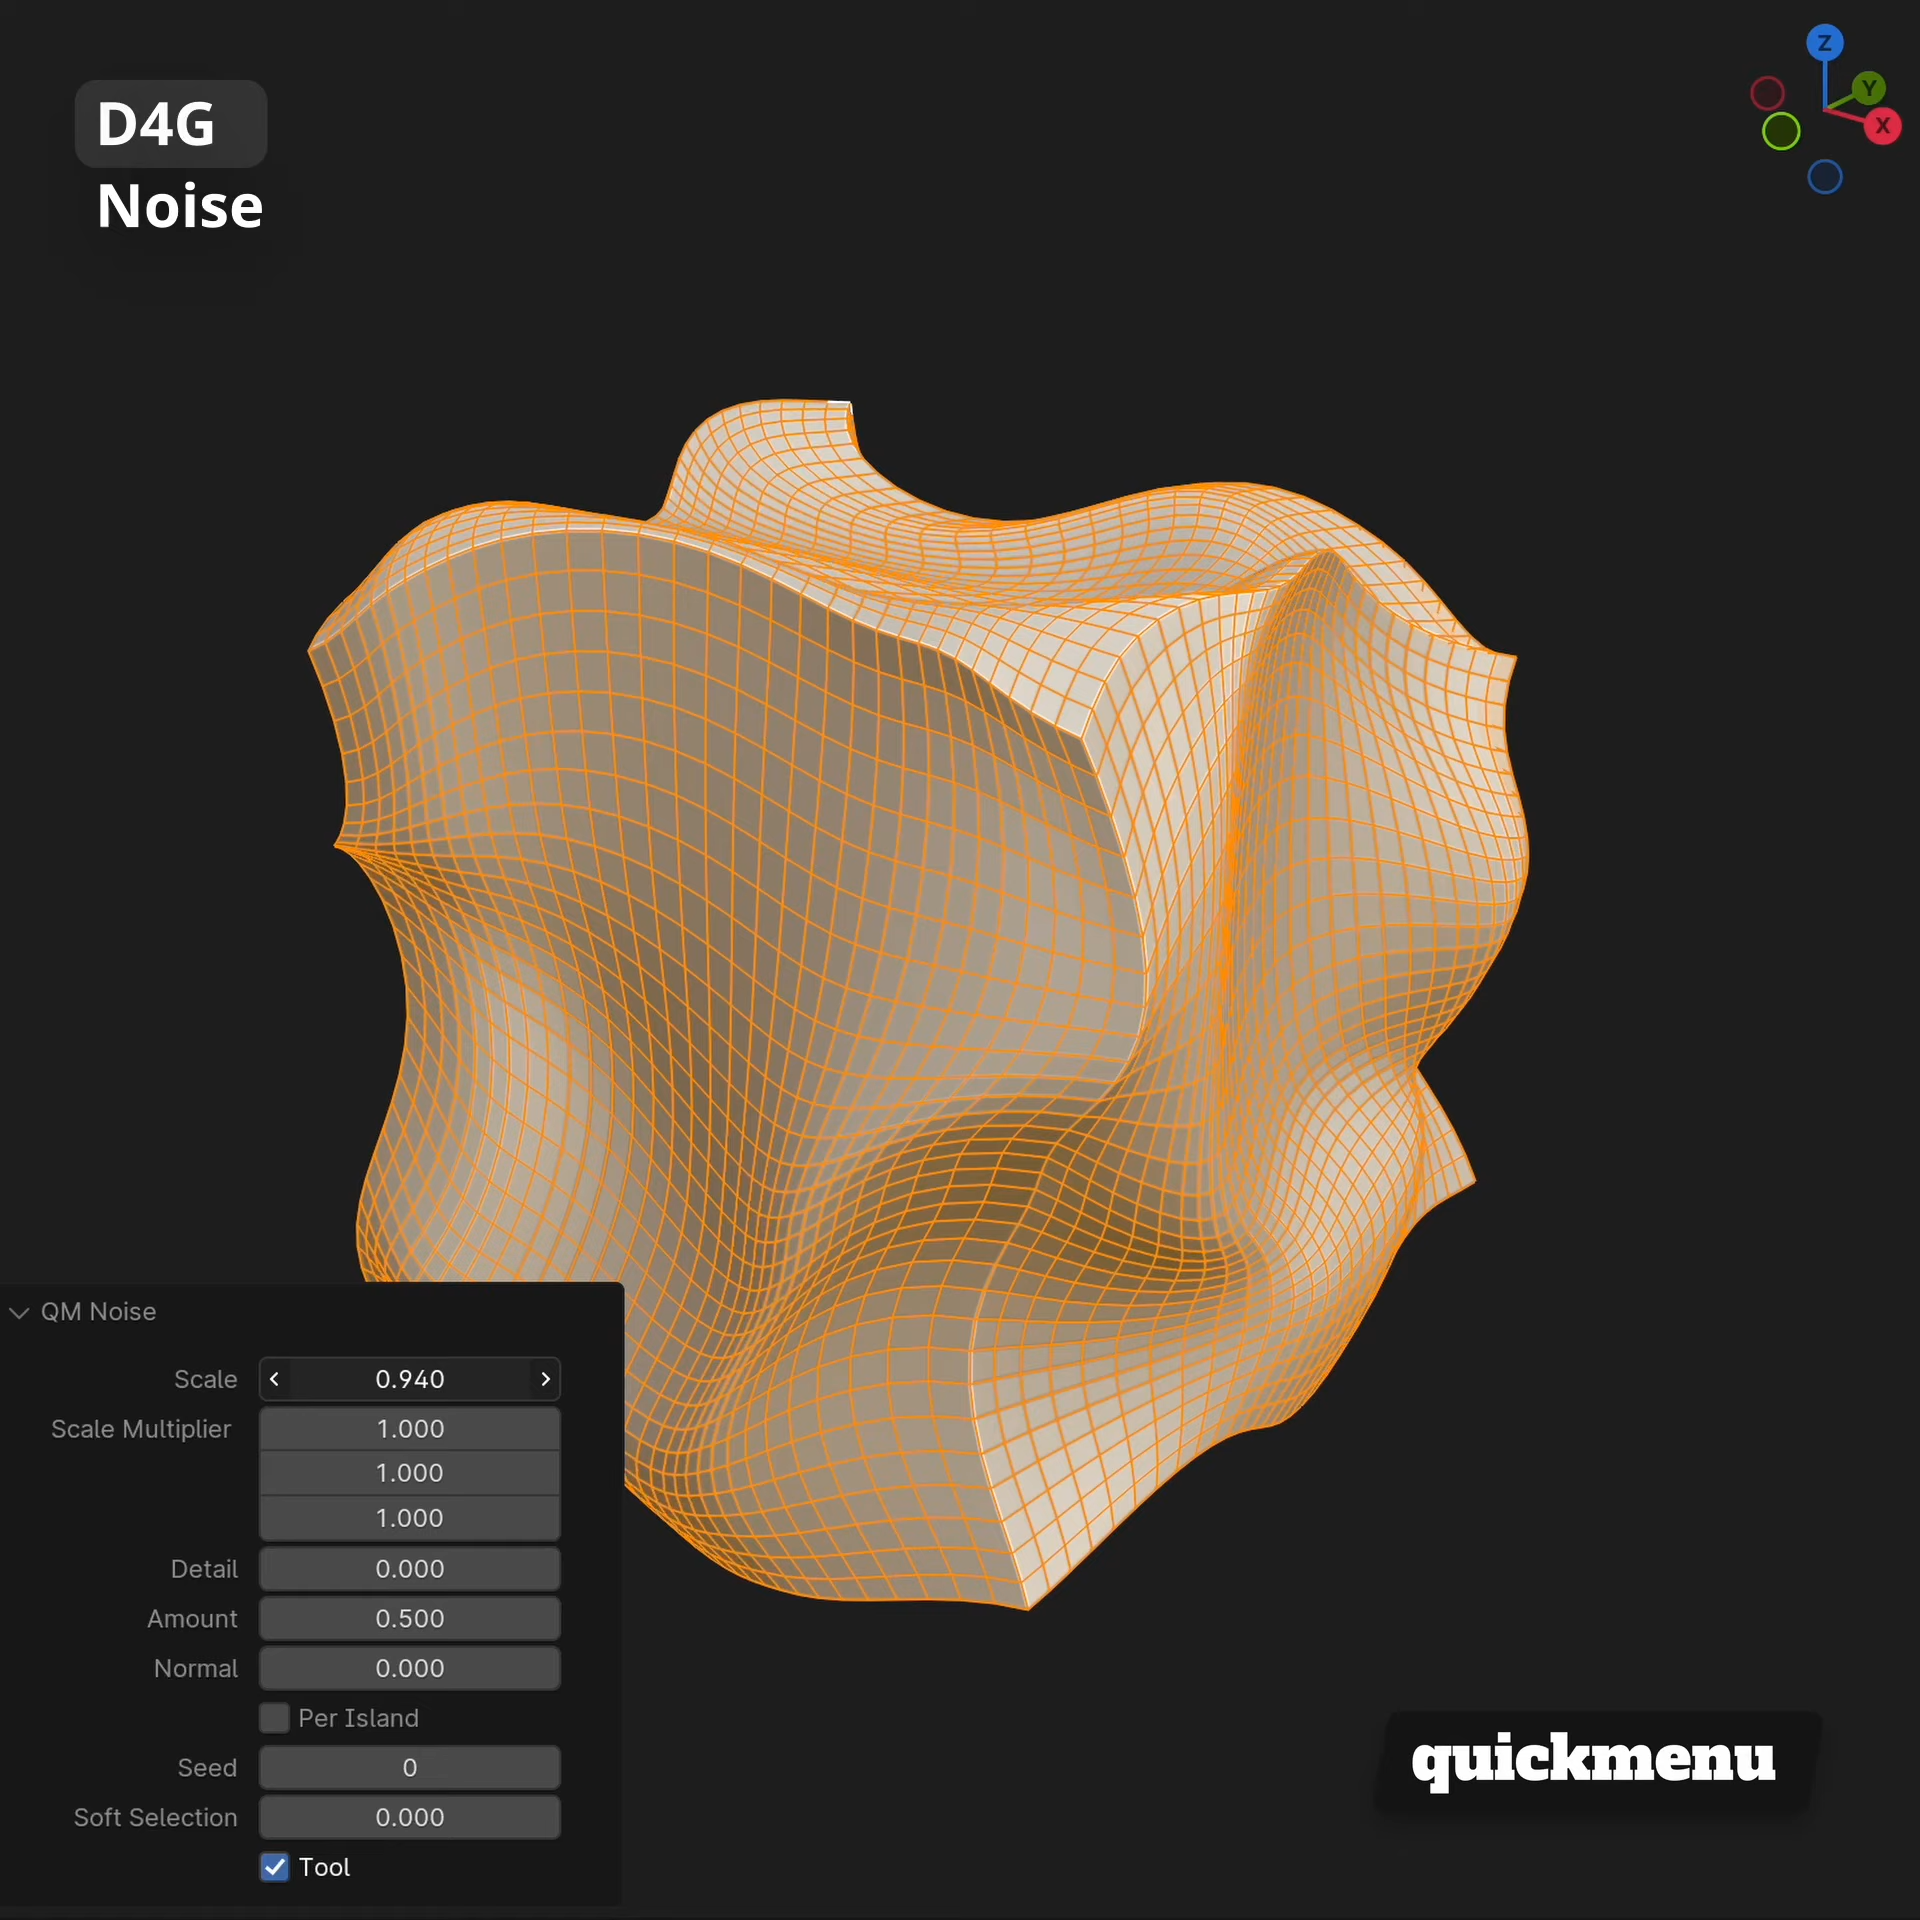 D4G
Noise
Z
Y
X
QM Noise
Scale 0.940
Scale Multiplier 1.000
1.000
1.000
Detail 0.000
Amount 0.500
Normal 0.000
Per Island
Seed 0
Soft Selection 0.000
Tool
quickmenu